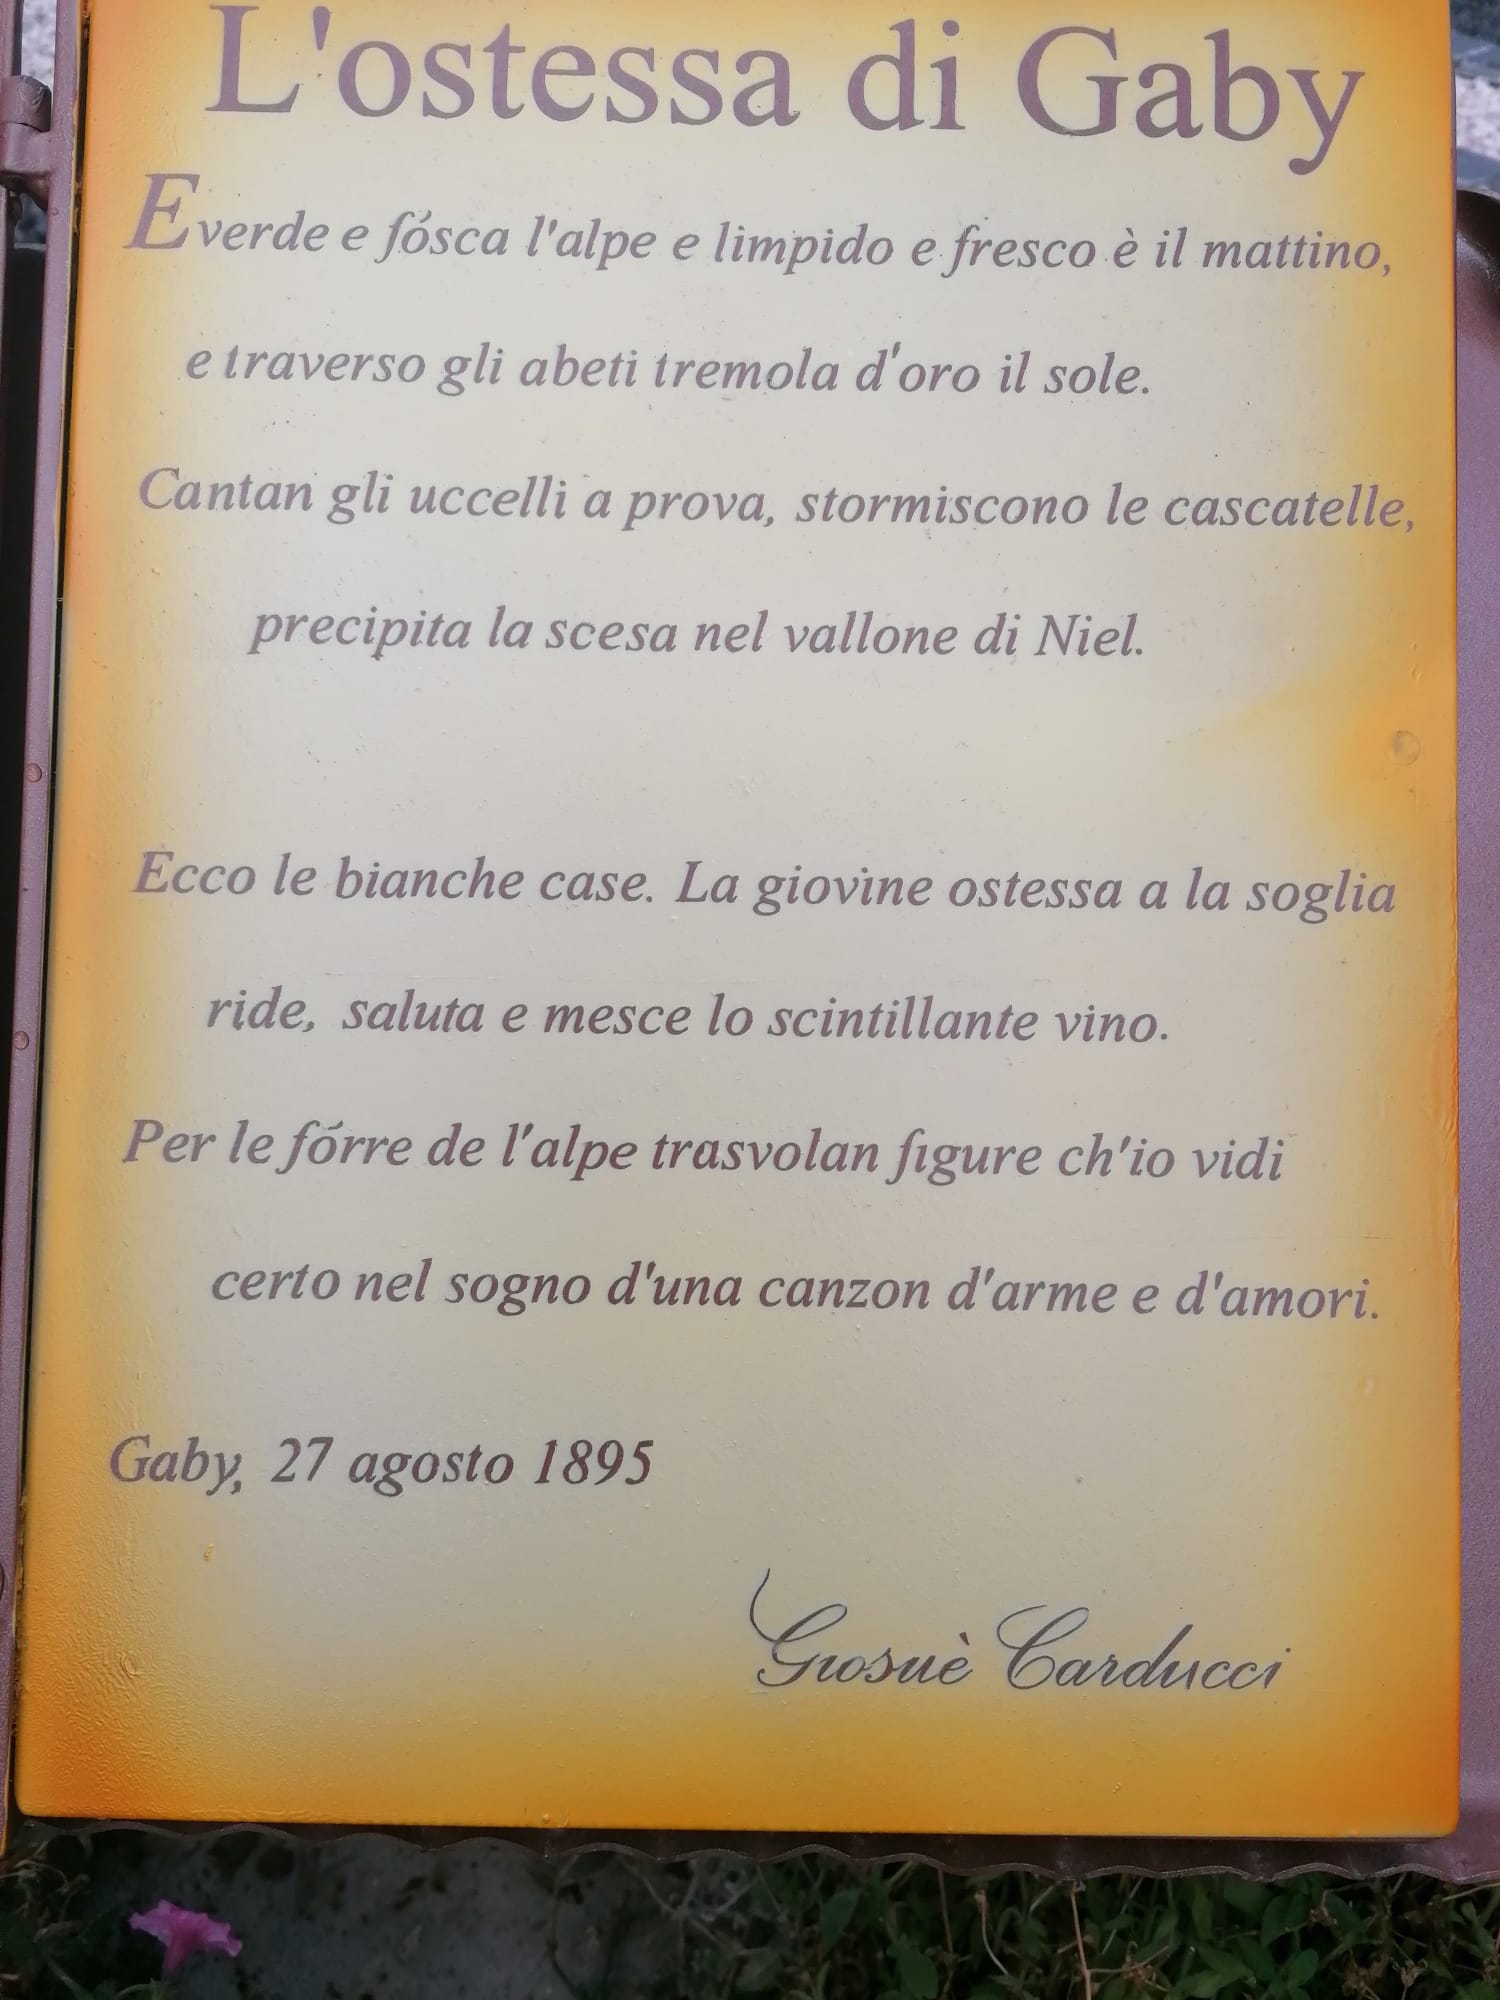 L'ostessa di Gaby
E verde e fósca l'alpe e limpido e fresco è il mattino,
e traverso gli abeti tremola d'oro il sole.
Cantan gli uccelli a prova, stormiscono le cascatelle,
precipita la scesa nel vallone di Niel.
Ecco le bianche case. La giovine ostessa a la soglia
ride, saluta e mesce lo scintillante vino.
Per le fórre de l'alpe trasvolan figure ch'io vidi
certo nel sogno d'una canzon d'arme e d'amori.
Gaby, 27 agosto 1895
Giosuè Carducci